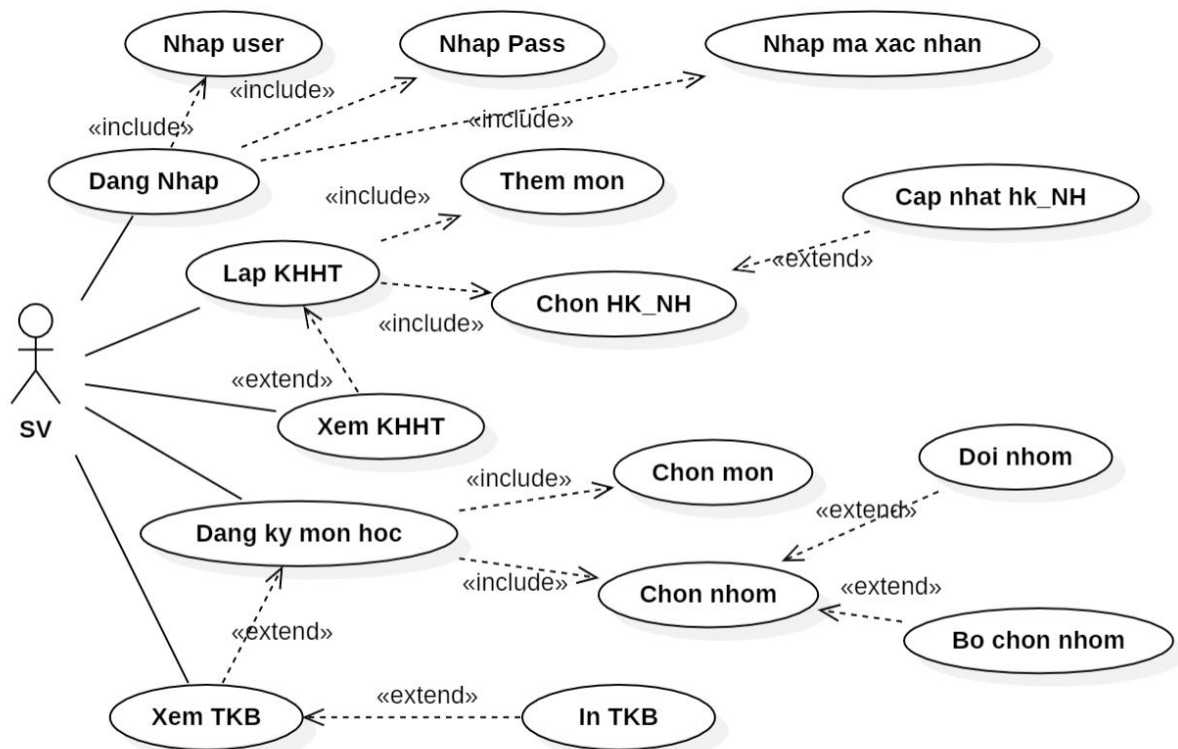 Nhap user
Nhap Pass
Nhap ma xac nhan
«include»
«include»
«include»
Dang Nhap
Them mon
«include»
Cap nhat hk_NH
«extend»
Lap KHHT
Chon HK_NH
«include»
«extend»
Xem KHHT
SV
Doi nhom
Chon mon
«include»
«extend»
Dang ky mon hoc
«include»
Chon nhom
«extend»
«extend»
Bo chon nhom
«extend»
Xem TKB
In TKB